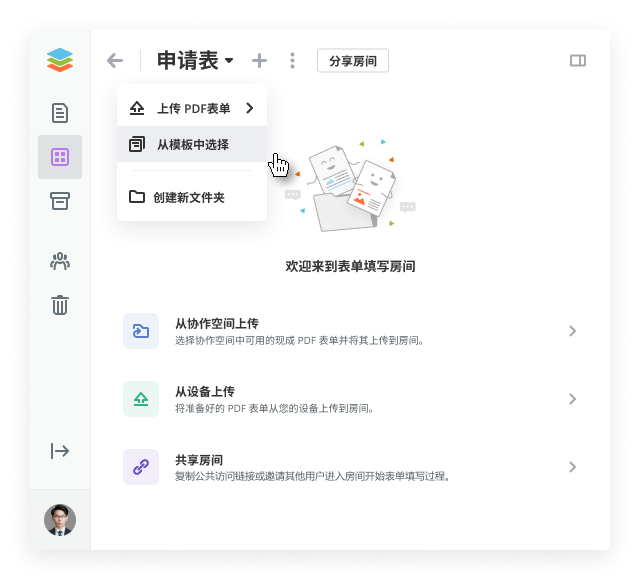 申请表
分享房间
上传 PDF表单
从模板中选择
创建新文件夹
欢迎来到表单填写房间
从协作空间上传
选择协作空间中可用的现成 PDF 表单并将其上传到房间。
从设备上传
将准备好的 PDF 表单从您的设备上传到房间。
共享房间
复制公共访问链接或邀请其他用户进入房间开始表单填写过程。